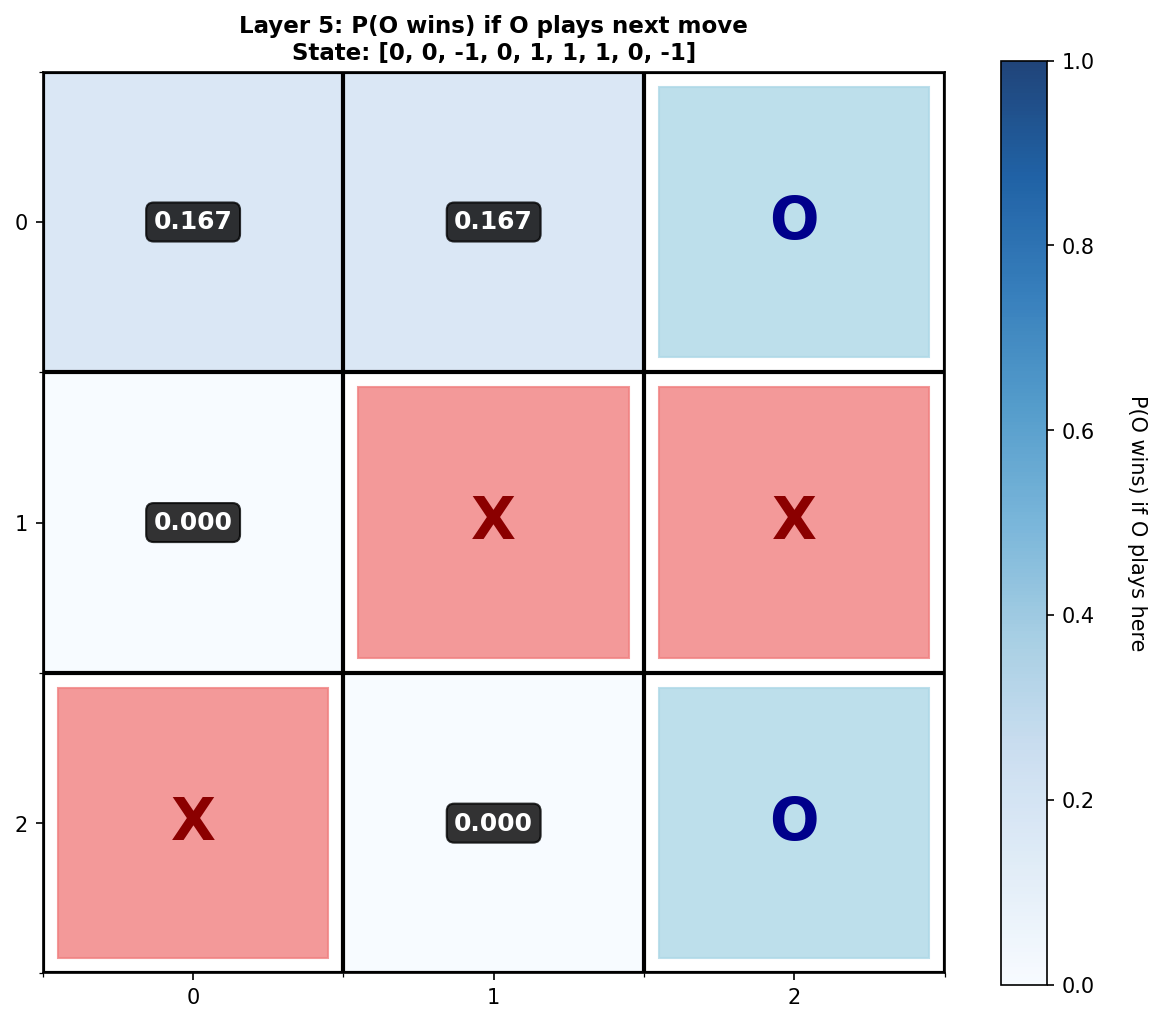 Layer 5: P(O wins) if O plays next move
State: [0, 0, -1, 0, 1, 1, 1, 0, -1]
0
0.167
0.167
O
1
0.000
X
X
2
X
0.000
O
0
1
2
1.0
0.8
0.6
0.4
0.2
0.0
P(O wins) if O plays here